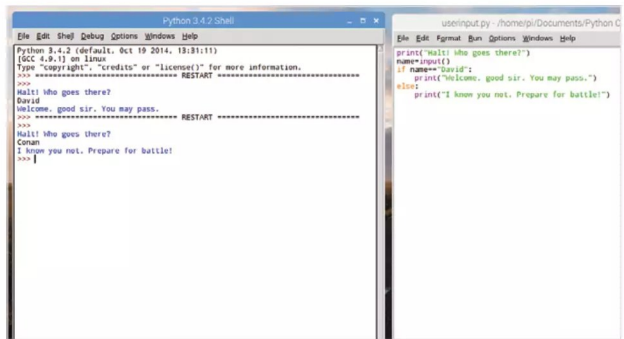 Python 3.4.2 Shell
File Edit Shell Debug Options Windows Help
Python 3.4.2 (default, Oct 19 2014, 13:31:11)
[GCC 4.9.1] on linux
Type "copyright", "credits" or "license()" for more information.
>>> ================================ RESTART ================================
>>>
Halt! Who goes there?
David
Welcome, good sir. You may pass.
>>> ================================ RESTART ================================
>>>
Halt! Who goes there?
Conan
I know you not. Prepare for battle!
>>>
userinput.py - /home/pi/Documents/Python C
File Edit Format Run Options Windows Help
print("Halt! Who goes there?")
name=input()
if name=="David":
    print("Welcome, good sir. You may pass.")
else:
    print("I know you not. Prepare for battle!")